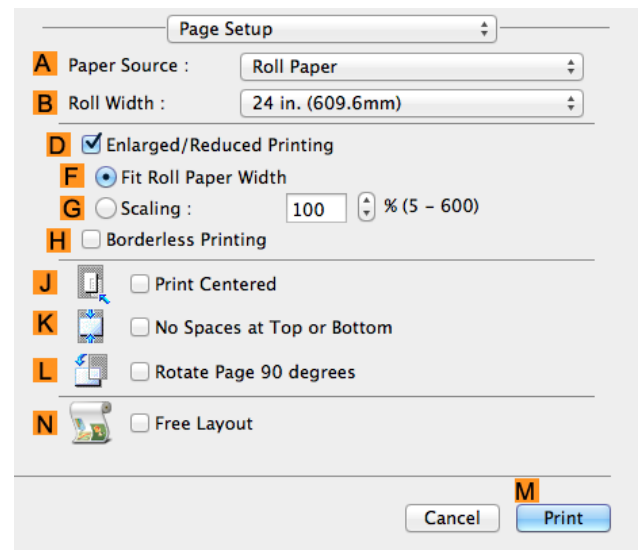 Page Setup
A Paper Source : Roll Paper
B Roll Width : 24 in. (609.6mm)
D Enlarged/Reduced Printing
F Fit Roll Paper Width
G Scaling : 100 % (5 – 600)
H Borderless Printing
J Print Centered
K No Spaces at Top or Bottom
L Rotate Page 90 degrees
N Free Layout
M
Cancel Print